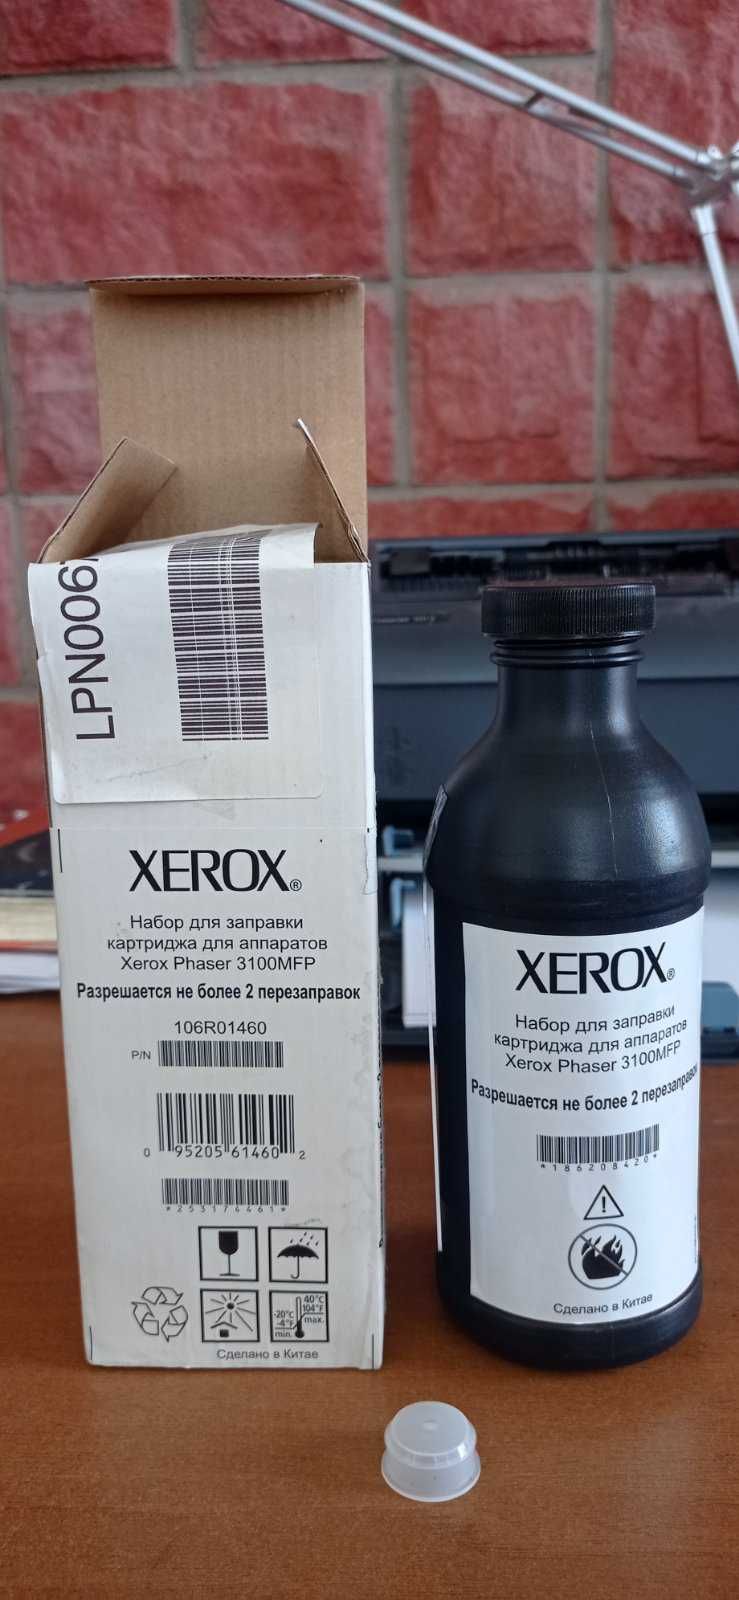 LPN006
XEROX®
Набор для заправки
картриджа для аппаратов
Xerox Phaser 3100MFP
Разрешается не более 2 перезаправок
106R01460
P/N
0 95205 61460 2
*253176461*
40°C
104°F
max.
-20°C
-4°F
min.
Сделано в Китае
XEROX®
Набор для заправки
картриджа для аппаратов
Xerox Phaser 3100MFP
Разрешается не более 2 перезаправок
*186208420*
Сделано в Китае